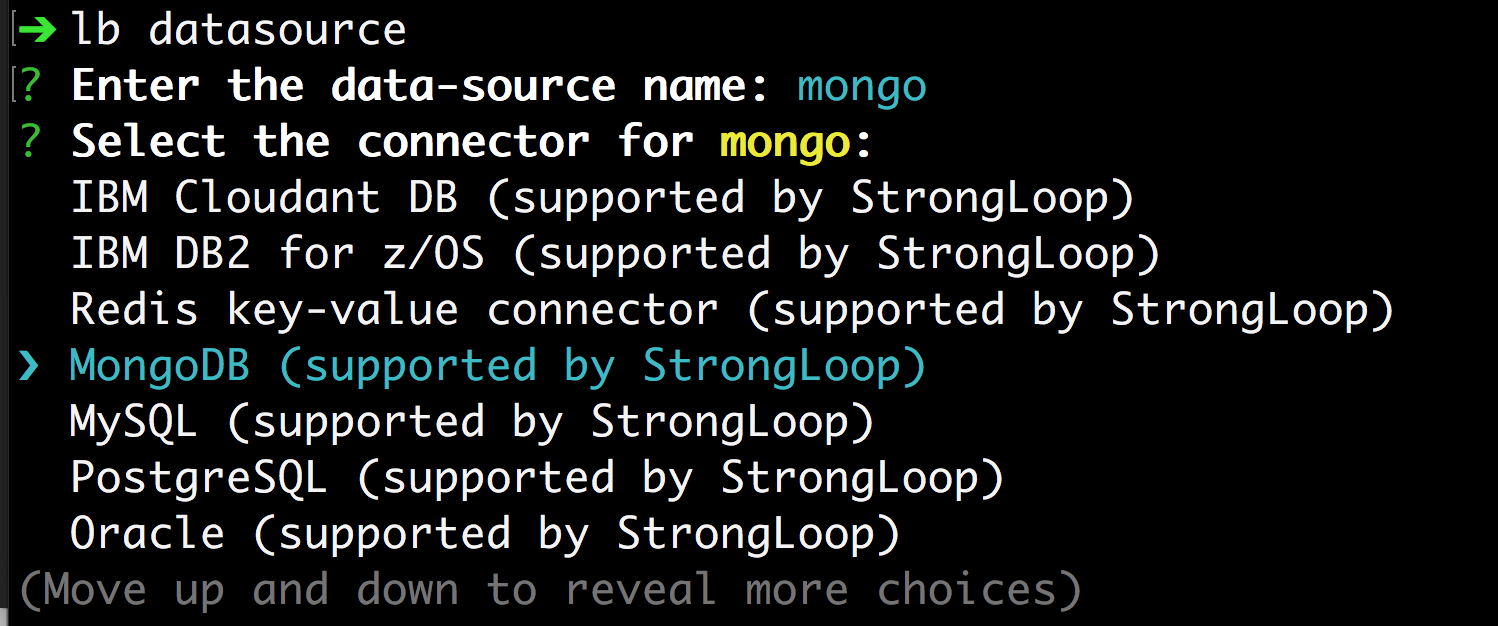 ➔ lb datasource
? Enter the data-source name: mongo
? Select the connector for mongo:
IBM Cloudant DB (supported by StrongLoop)
IBM DB2 for z/OS (supported by StrongLoop)
Redis key-value connector (supported by StrongLoop)
❯ MongoDB (supported by StrongLoop)
MySQL (supported by StrongLoop)
PostgreSQL (supported by StrongLoop)
Oracle (supported by StrongLoop)
(Move up and down to reveal more choices)